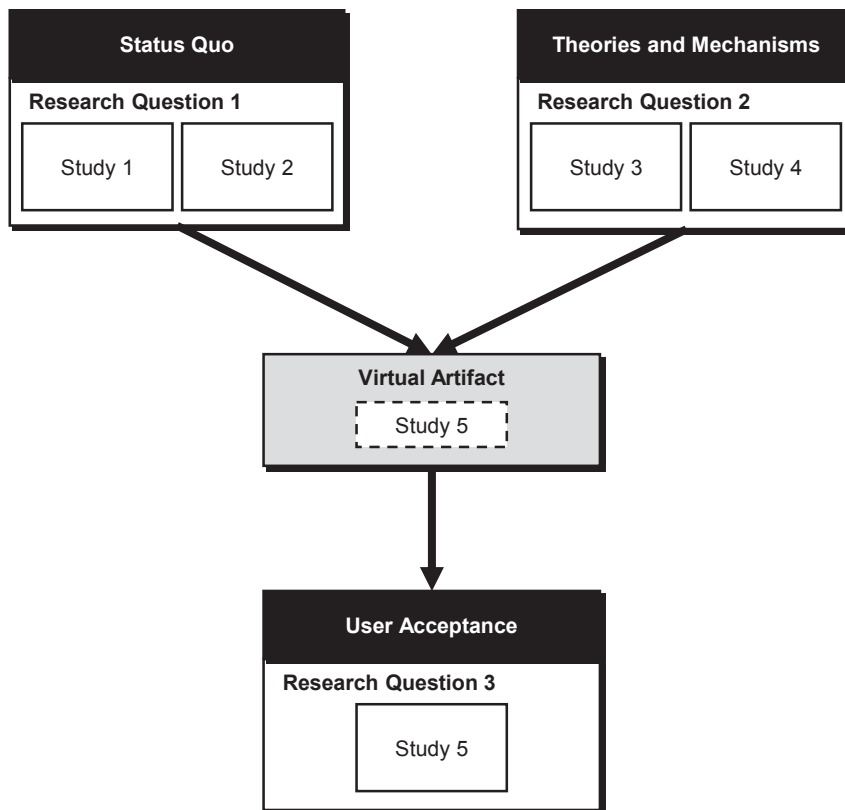 Status Quo
Research Question 1
Study 1
Study 2
Theories and Mechanisms
Research Question 2
Study 3
Study 4
Virtual Artifact
Study 5
User Acceptance
Research Question 3
Study 5